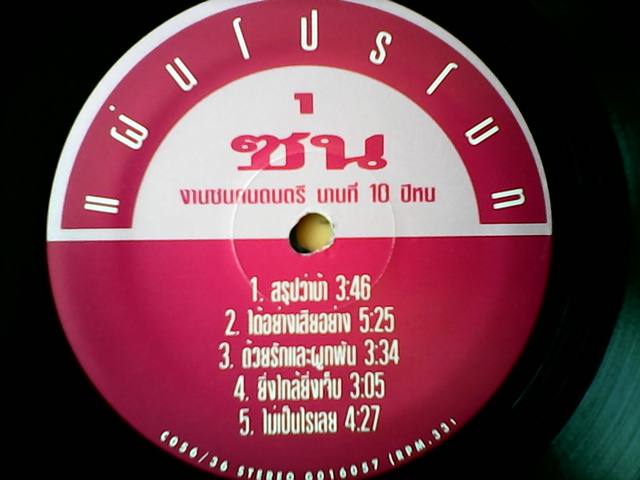 แผ่นโปรโมท
1
ซุ่น
งานชนคนดนตรี นานที 10 ปีหน
1. สรุปว่าบ้า 3:46
2. ได้อย่างเสียอย่าง 5:25
3. ด้วยรักและผูกพัน 3:34
4. ยิ่งใกล้ยิ่งเจ็บ 3:05
5. ไม่เป็นไรเลย 4:27
C056/36 STEREO G016057 (RPM.33)